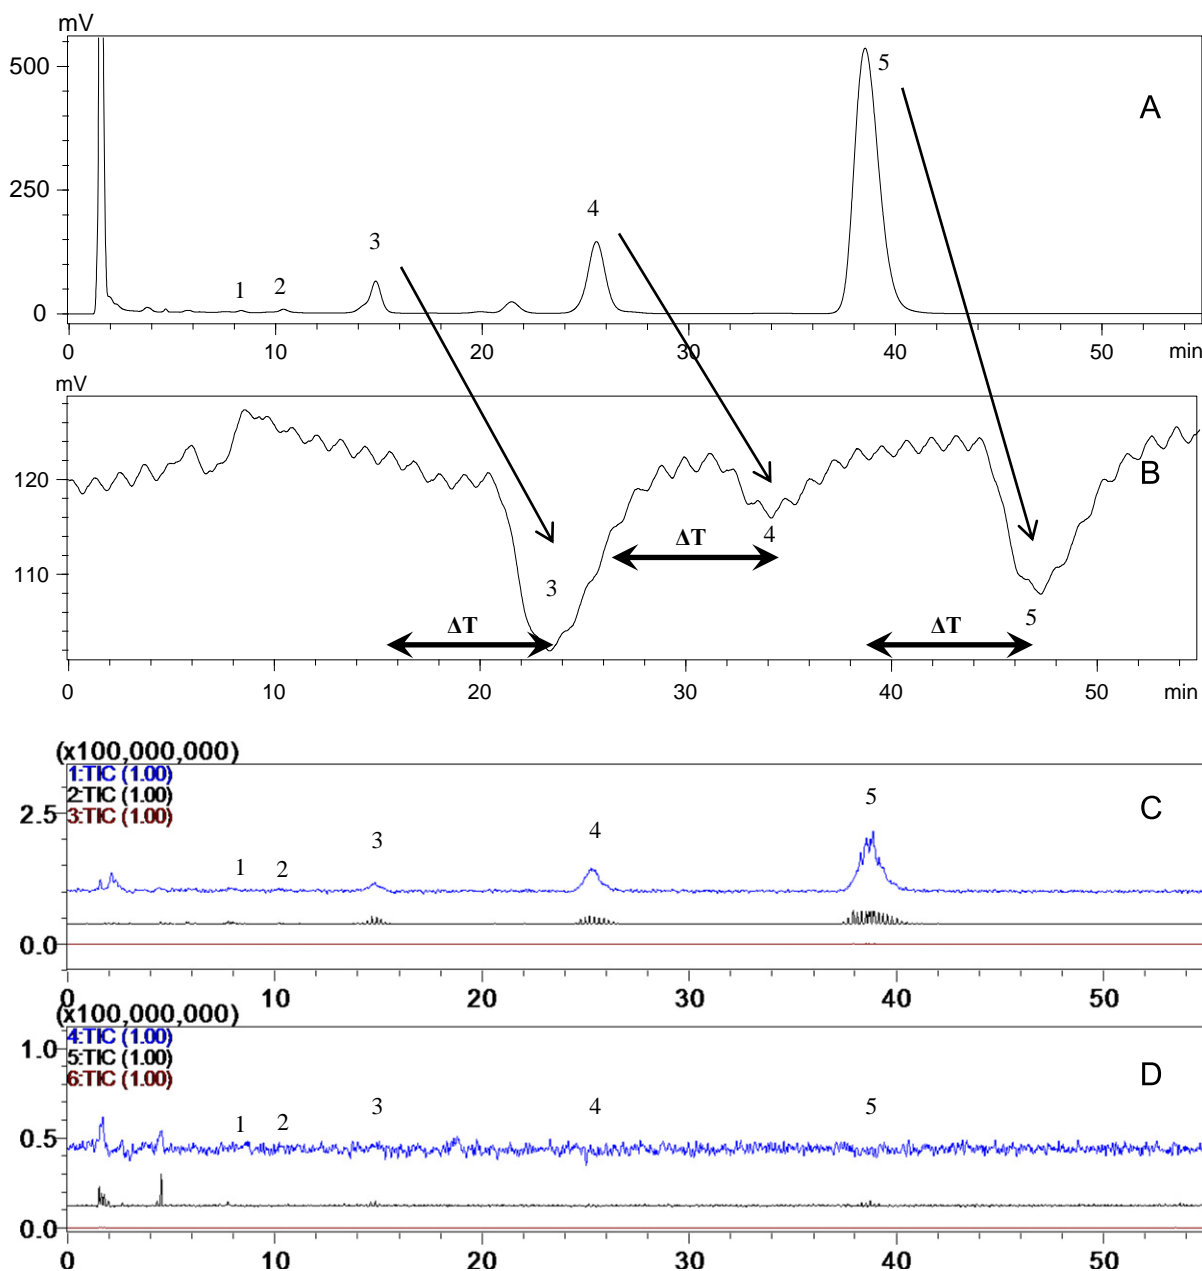 mV
500
250
0
1
2
3
4
5
A
0 10 20 30 40 50 min
mV
120
110
B
3
4
5
ΔT
ΔT
ΔT
0 10 20 30 40 50 min
(x100,000,000)
1:TIC (1.00)
2:TIC (1.00)
3:TIC (1.00)
2.5
0.0
1
2
3
4
5
C
0 10 20 30 40 50
(x100,000,000)
4:TIC (1.00)
5:TIC (1.00)
6:TIC (1.00)
1.0
0.5
0.0
1
2
3
4
5
D
0 10 20 30 40 50